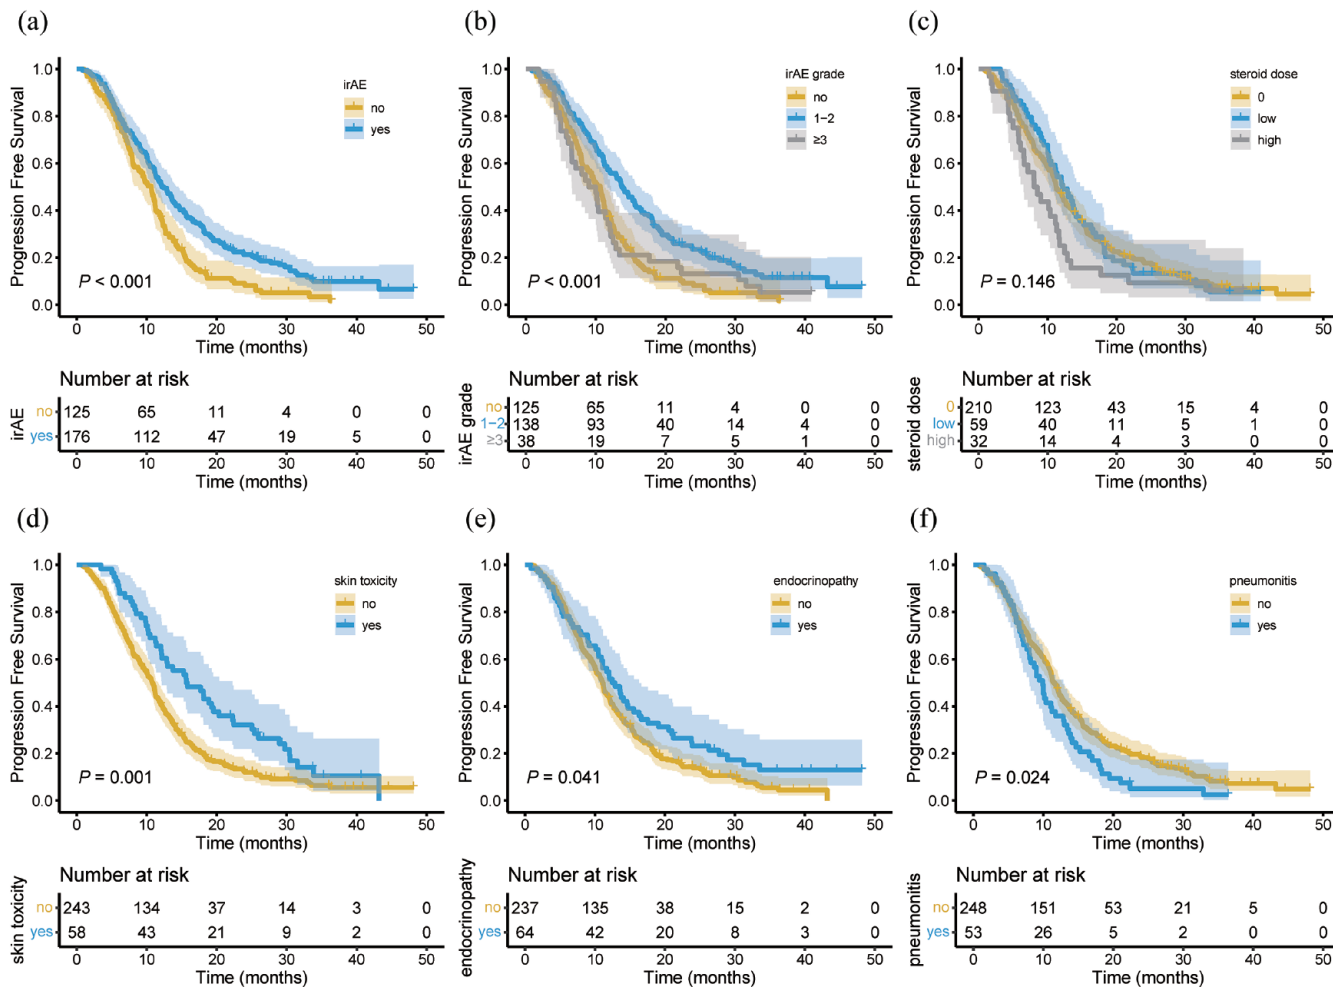 (a)
Progression Free Survival
1.0
0.8
0.6
0.4
0.2
0.0
irAE
no
yes
P < 0.001
0 10 20 30 40 50
Time (months)
Number at risk
irAE
no 125 65 11 4 0 0
yes 176 112 47 19 5 0
0 10 20 30 40 50
Time (months)
(b)
Progression Free Survival
1.0
0.8
0.6
0.4
0.2
0.0
irAE grade
no
1−2
≥3
P < 0.001
0 10 20 30 40 50
Time (months)
Number at risk
irAE grade
no 125 65 11 4 0 0
1−2 138 93 40 14 4 0
≥3 38 19 7 5 1 0
0 10 20 30 40 50
Time (months)
(c)
Progression Free Survival
1.0
0.8
0.6
0.4
0.2
0.0
steroid dose
0
low
high
P = 0.146
0 10 20 30 40 50
Time (months)
Number at risk
steroid dose
0 210 123 43 15 4 0
low 59 40 11 5 1 0
high 32 14 4 3 0 0
0 10 20 30 40 50
Time (months)
(d)
Progression Free Survival
1.0
0.8
0.6
0.4
0.2
0.0
skin toxicity
no
yes
P = 0.001
0 10 20 30 40 50
Time (months)
Number at risk
skin toxicity
no 243 134 37 14 3 0
yes 58 43 21 9 2 0
0 10 20 30 40 50
Time (months)
(e)
Progression Free Survival
1.0
0.8
0.6
0.4
0.2
0.0
endocrinopathy
no
yes
P = 0.041
0 10 20 30 40 50
Time (months)
Number at risk
endocrinopathy
no 237 135 38 15 2 0
yes 64 42 20 8 3 0
0 10 20 30 40 50
Time (months)
(f)
Progression Free Survival
1.0
0.8
0.6
0.4
0.2
0.0
pneumonitis
no
yes
P = 0.024
0 10 20 30 40 50
Time (months)
Number at risk
pneumonitis
no 248 151 53 21 5 0
yes 53 26 5 2 0 0
0 10 20 30 40 50
Time (months)